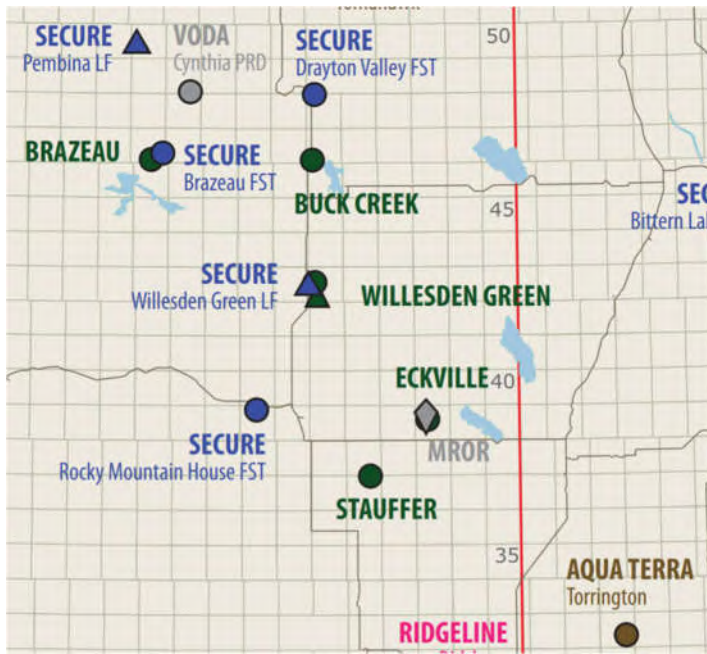 50
SECURE
Pembina LF
VODA
Cynthia PRD
SECURE
Drayton Valley FST
BRAZEAU
SECURE
Brazeau FST
BUCK CREEK
45
SEC
Bittern Lak
SECURE
Willesden Green LF
WILLESDEN GREEN
ECKVILLE
40
SECURE
Rocky Mountain House FST
MROR
STAUFFER
35
AQUA TERRA
Torrington
RIDGELINE